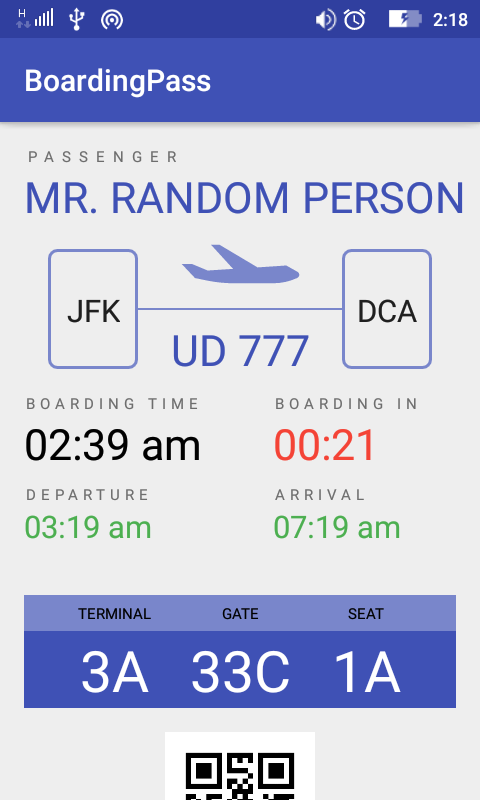 H 2:18
BoardingPass
PASSENGER
MR. RANDOM PERSON
JFK DCA
UD 777
BOARDING TIME BOARDING IN
02:39 am 00:21
DEPARTURE ARRIVAL
03:19 am 07:19 am
TERMINAL GATE SEAT
3A 33C 1A